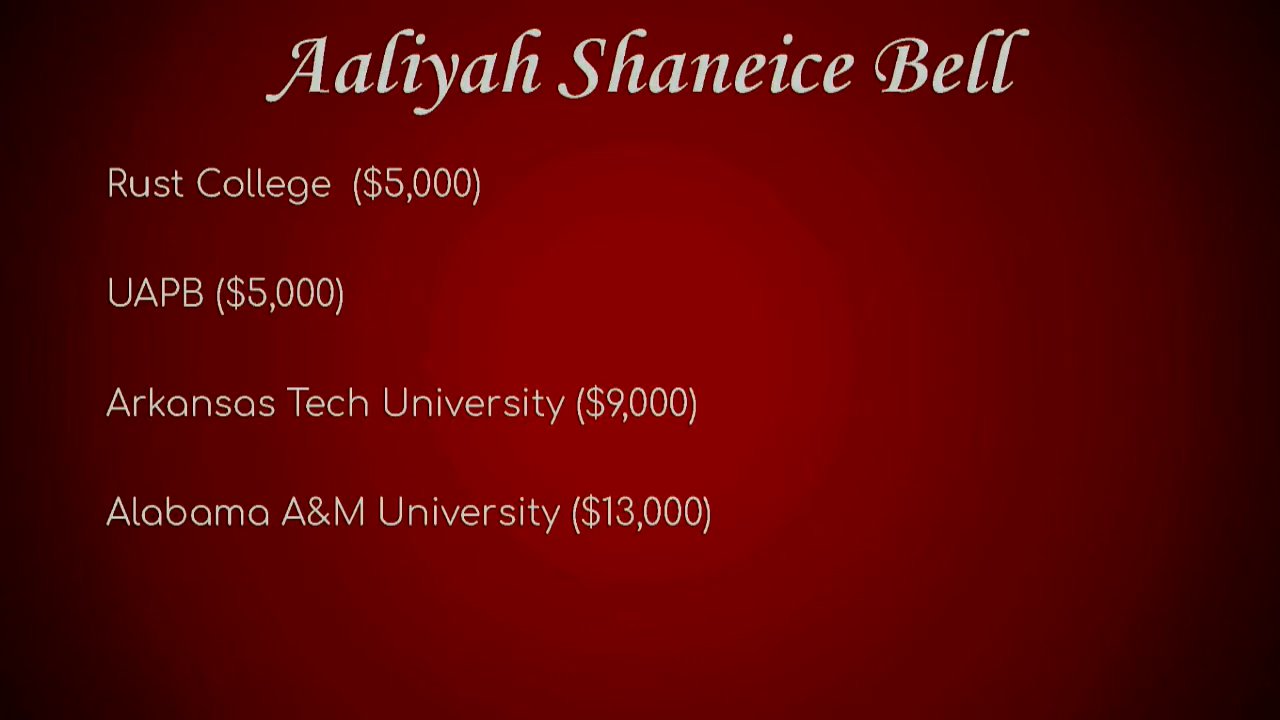 Aaliyah Shaneice Bell
Rust College  ($5,000)
UAPB ($5,000)
Arkansas Tech University ($9,000)
Alabama A&M University ($13,000)